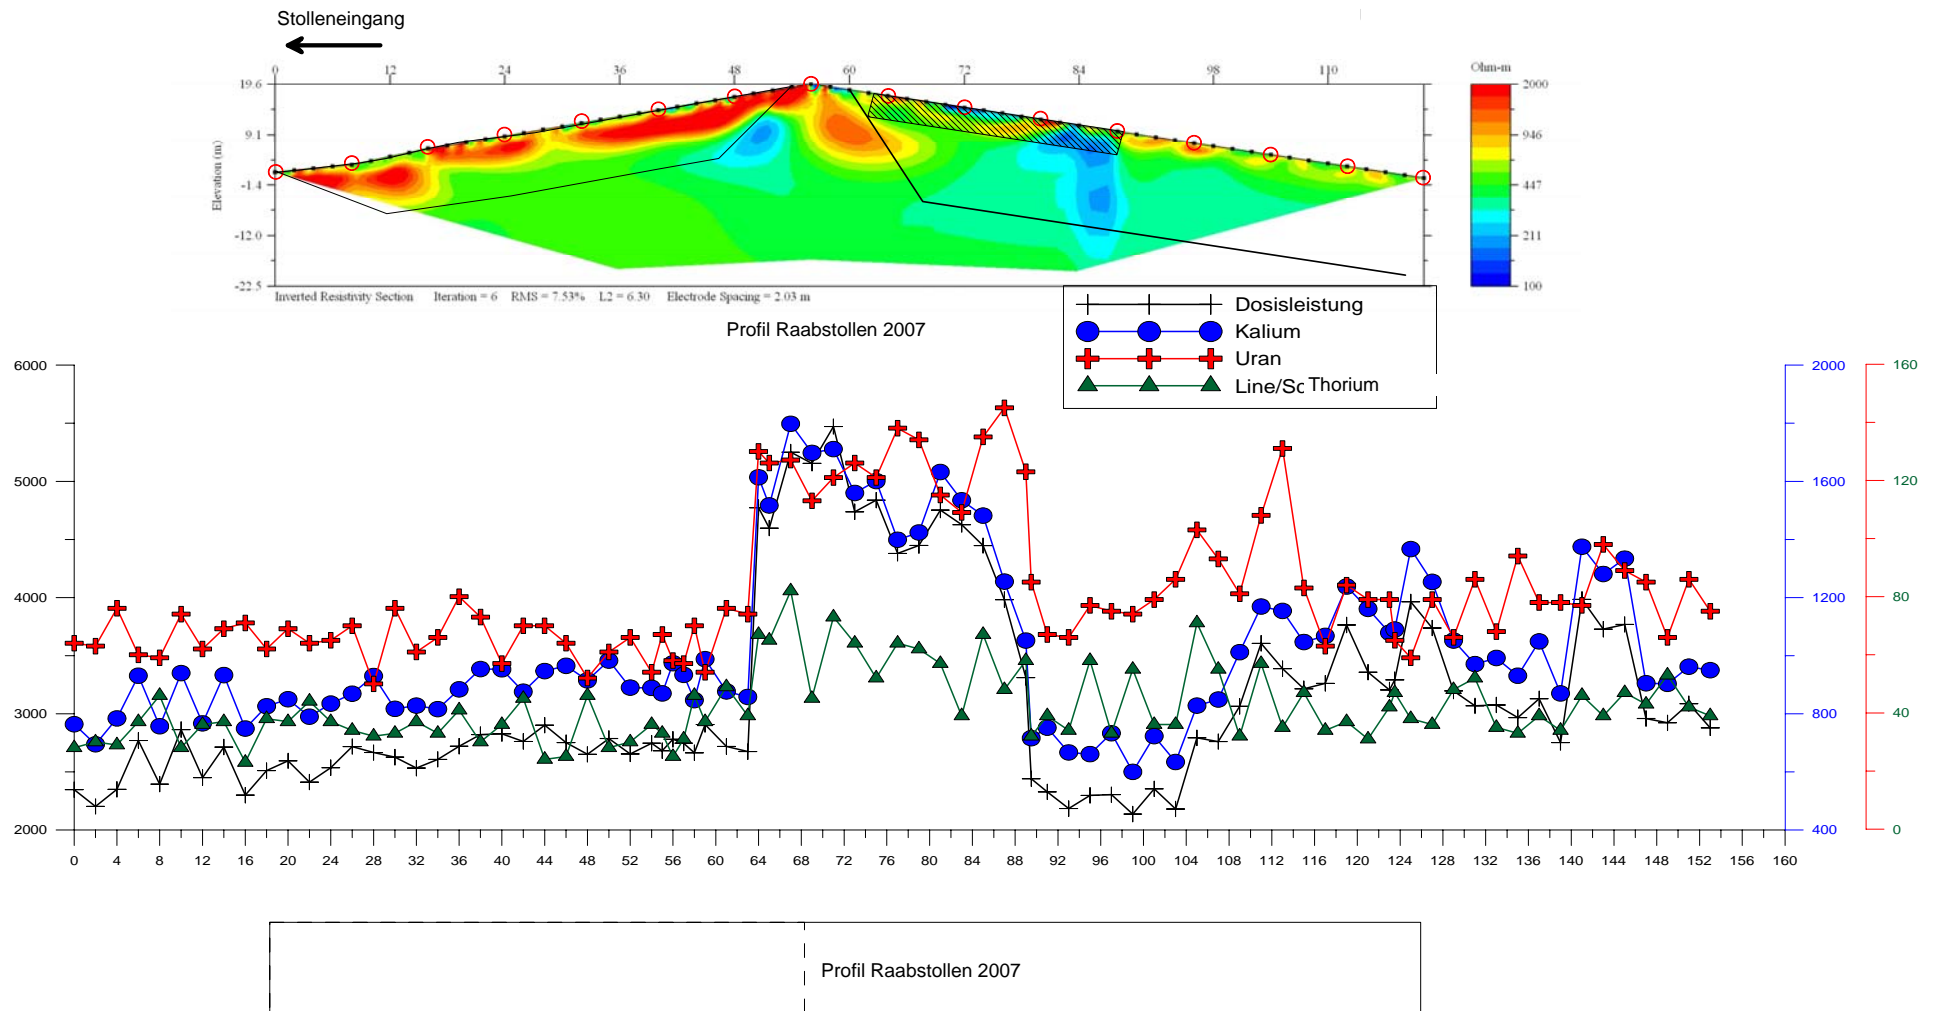 Stolleneingang
0 12 24 36 48 60 72 84 98 110
Ohm-m
19.6
9.1
-1.4
-12.0
-22.5
Elevation (m)
2000
946
447
211
100
Inverted Resistivity Section Iteration = 6 RMS = 7.53% L2 = 6.30 Electrode Spacing = 2.03 m
Profil Raabstollen 2007
Dosisleistung
Kalium
Uran
Line/Sc Thorium
6000
5000
4000
3000
2000
2000
1600
1200
800
400
160
120
80
40
0
0 4 8 12 16 20 24 28 32 36 40 44 48 52 56 60 64 68 72 76 80 84 88 92 96 100 104 108 112 116 120 124 128 132 136 140 144 148 152 156 160
Profil Raabstollen 2007